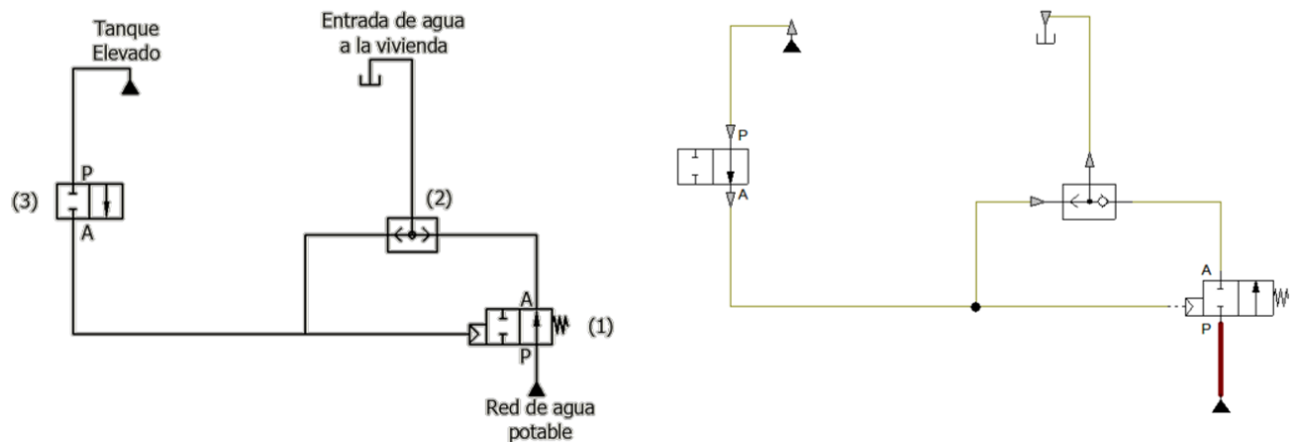 Tanque
Elevado
Entrada de agua
a la vivienda
P
(3)
A
(2)
A
(1)
P
Red de agua
potable
P
A
A
P